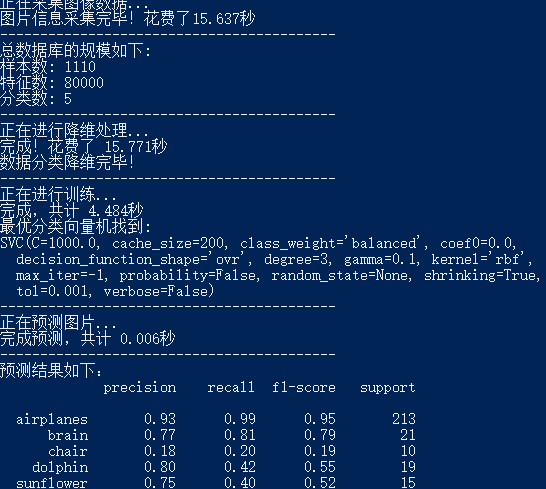 正在采集图像数据...
图片信息采集完毕! 花费了15.637秒
------------------------------------------
总数据库的规模如下:
样本数: 1110
特征数: 80000
分类数: 5
------------------------------------------
正在进行降维处理...
完成! 花费了 15.771秒
数据分类降维完毕!
------------------------------------------
正在进行训练...
完成, 共计 4.484秒
最优分类向量机找到:
SVC(C=1000.0, cache_size=200, class_weight='balanced', coef0=0.0,
decision_function_shape='ovr', degree=3, gamma=0.1, kernel='rbf',
max_iter=-1, probability=False, random_state=None, shrinking=True,
tol=0.001, verbose=False)
------------------------------------------
正在预测图片...
完成预测, 共计 0.006秒
------------------------------------------
预测结果如下:
precision recall f1-score support
airplanes 0.93 0.99 0.95 213
brain 0.77 0.81 0.79 21
chair 0.18 0.20 0.19 10
dolphin 0.80 0.42 0.55 19
sunflower 0.75 0.40 0.52 15